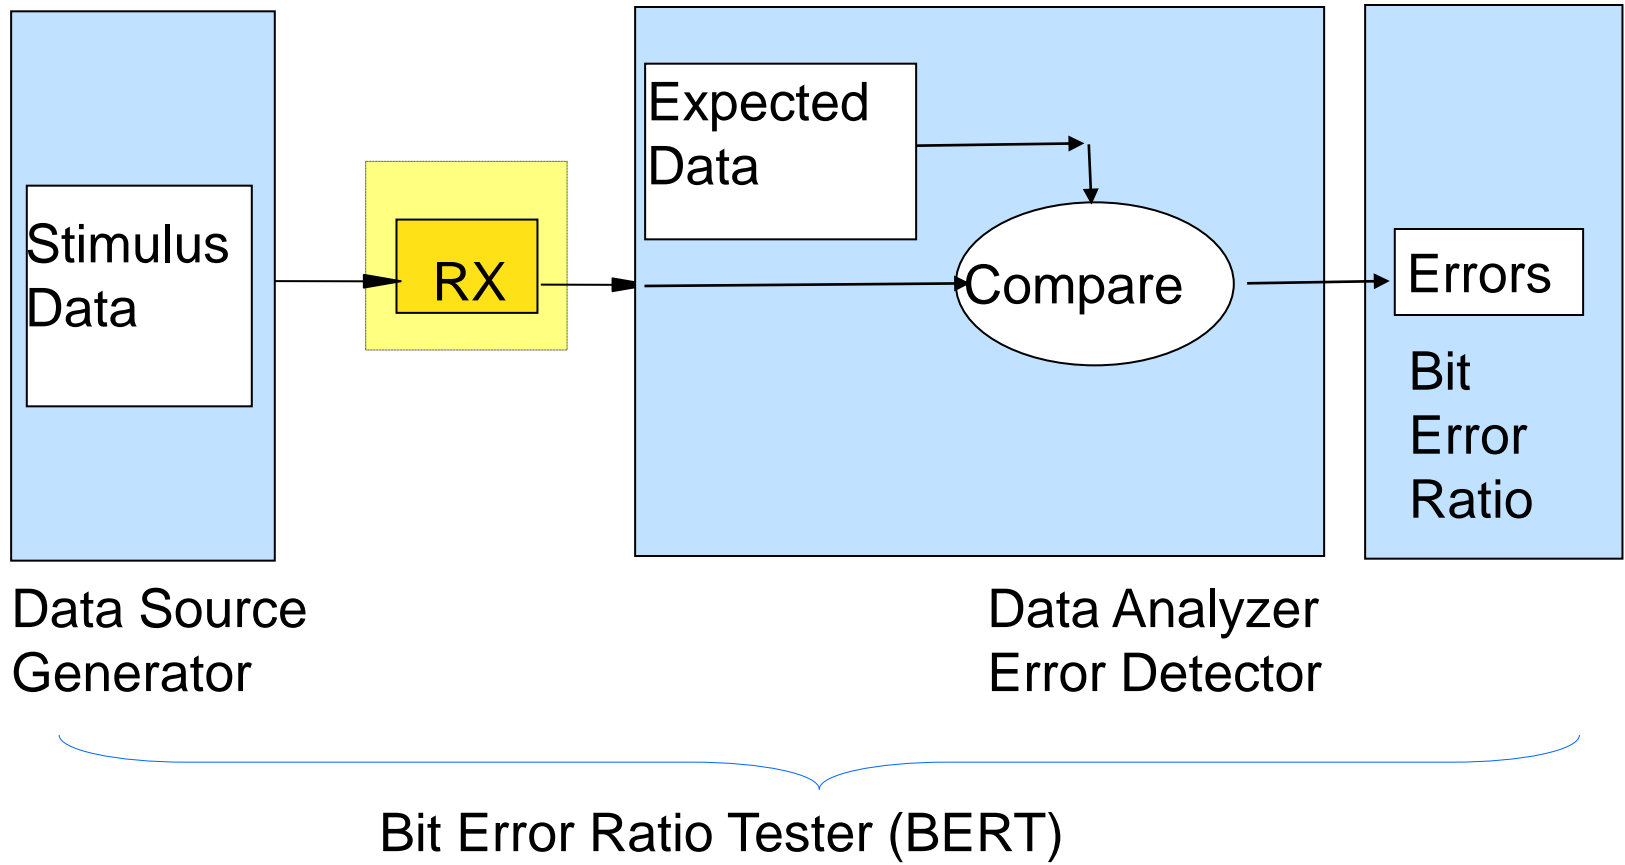 Stimulus
Data
RX
Expected
Data
Compare
Errors
Bit
Error
Ratio
Data Source
Generator
Data Analyzer
Error Detector
Bit Error Ratio Tester (BERT)